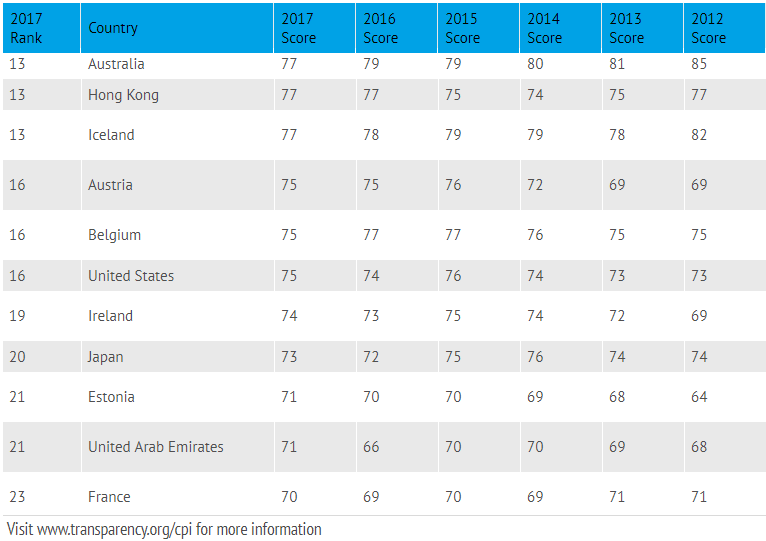 2017 Rank Country 2017 Score 2016 Score 2015 Score 2014 Score 2013 Score 2012 Score
13 Australia 77 79 79 80 81 85
13 Hong Kong 77 77 75 74 75 77
13 Iceland 77 78 79 79 78 82
16 Austria 75 75 76 72 69 69
16 Belgium 75 77 77 76 75 75
16 United States 75 74 76 74 73 73
19 Ireland 74 73 75 74 72 69
20 Japan 73 72 75 76 74 74
21 Estonia 71 70 70 69 68 64
21 United Arab Emirates 71 66 70 70 69 68
23 France 70 69 70 69 71 71
Visit www.transparency.org/cpi for more information